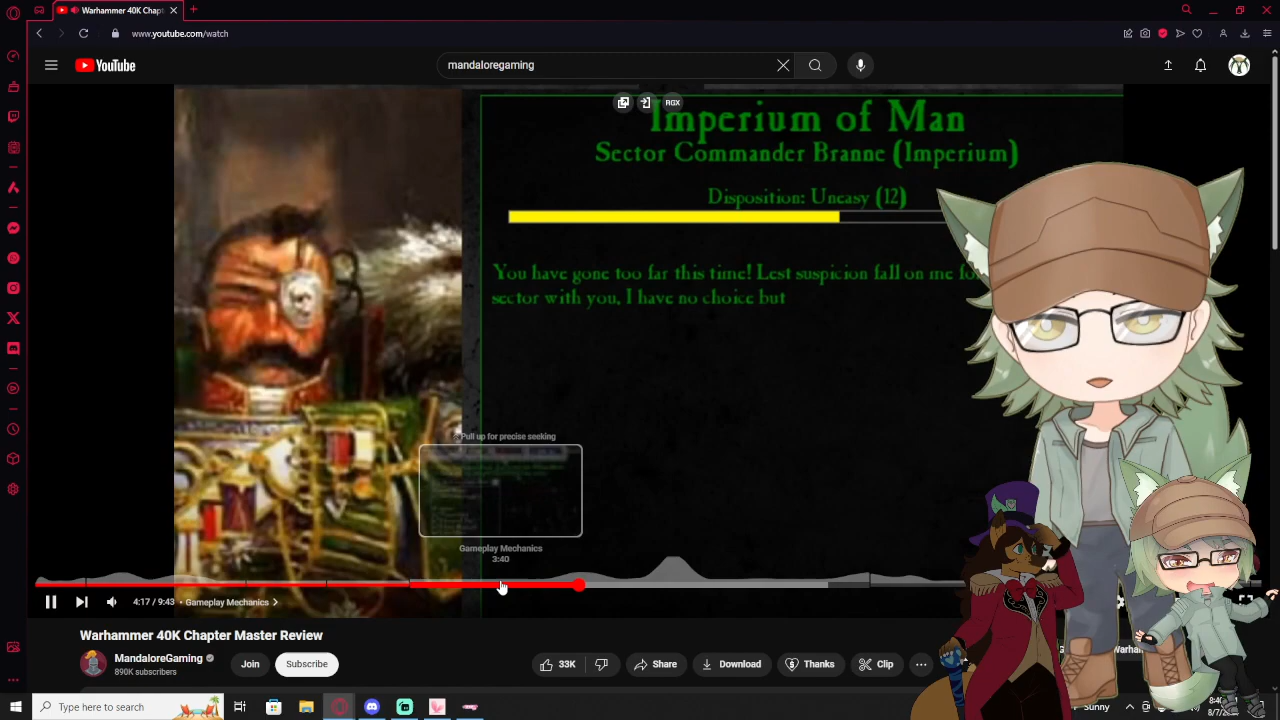 Warhammer 40K Chapt
www.youtube.com/watch
YouTube
mandaloregaming
RGX
Imperium of Man
Sector Commander Branne (Imperium)
Disposition: Uneasy (12)
You have gone too far this time! Lest suspicion fall on me fo
sector with you, I have no choice but
Pull up for precise seeking
Gameplay Mechanics
3:40
4:17 / 9:43 • Gameplay Mechanics
Warhammer 40K Chapter Master Review
MandaloreGaming
890K subscribers
Join
Subscribe
33K
Share
Download
Thanks
Clip
Type here to search
Sunny